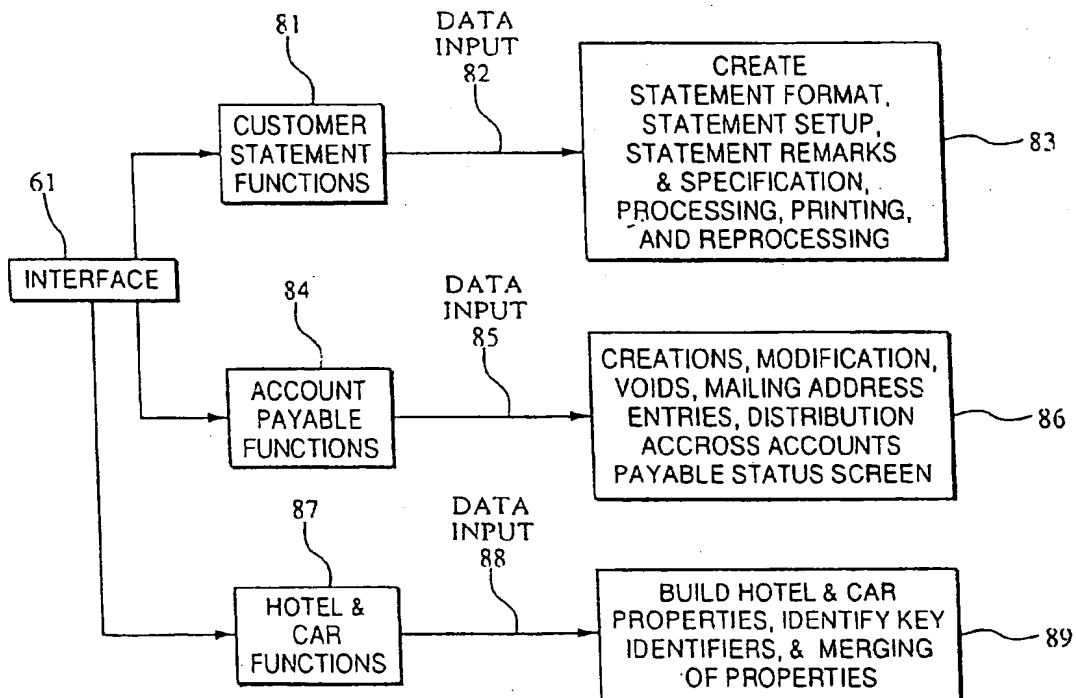 81
DATA
INPUT
82
CUSTOMER
STATEMENT
FUNCTIONS
CREATE
STATEMENT FORMAT,
STATEMENT SETUP,
STATEMENT REMARKS
& SPECIFICATION,
PROCESSING, PRINTING,
AND REPROCESSING
83
61
INTERFACE
84
DATA
INPUT
85
ACCOUNT
PAYABLE
FUNCTIONS
CREATIONS, MODIFICATION,
VOIDS, MAILING ADDRESS
ENTRIES, DISTRIBUTION
ACCROSS ACCOUNTS
PAYABLE STATUS SCREEN
86
87
DATA
INPUT
88
HOTEL &
CAR
FUNCTIONS
BUILD HOTEL & CAR
PROPERTIES, IDENTIFY KEY
IDENTIFIERS, & MERGING
OF PROPERTIES
89